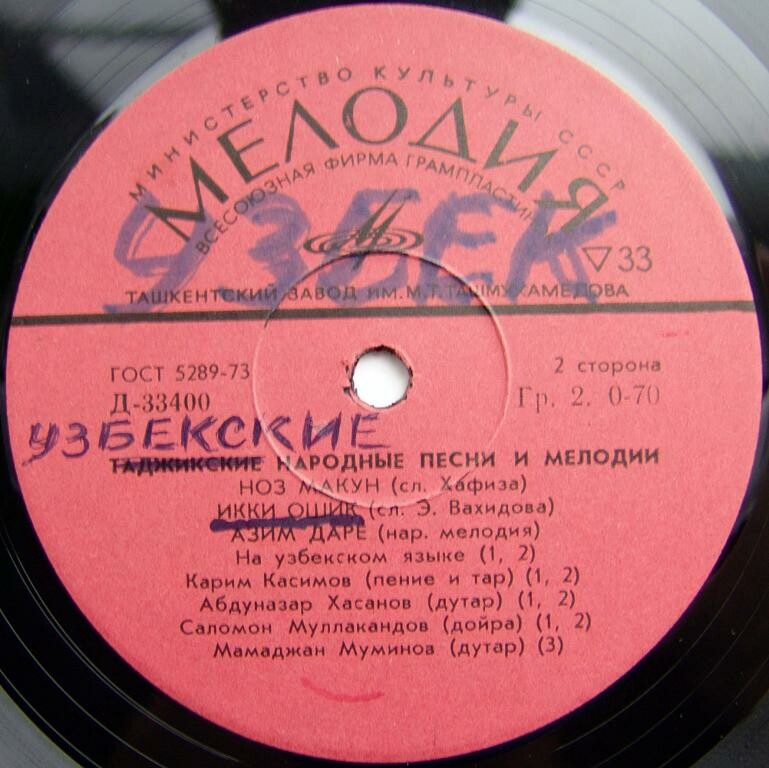 МИНИСТЕРСТВО КУЛЬТУРЫ СССР
МЕЛОДИЯ
ВСЕСОЮЗНАЯ ФИРМА ГРАМПЛАСТИНОК
УЗБЕК
▽33
ТАШКЕНТСКИЙ ЗАВОД ИМ. М. Т. ТАШМУХАМЕДОВА
ГОСТ 5289-73
2 сторона
Д-33400
Гр. 2. 0-70
УЗБЕКСКИЕ
ТАДЖИКСКИЕ НАРОДНЫЕ ПЕСНИ И МЕЛОДИИ
НОЗ МАКУН (сл. Хафиза)
ИККИ ОШИК (сл. Э. Вахидова)
АЗИМ ДАРЕ (нар. мелодия)
На узбекском языке (1, 2)
Карим Касимов (пение и тар) (1, 2)
Абдуназар Хасанов (дутар) (1, 2)
Саломон Муллакандов (дойра) (1, 2)
Мамаджан Муминов (дутар) (3)